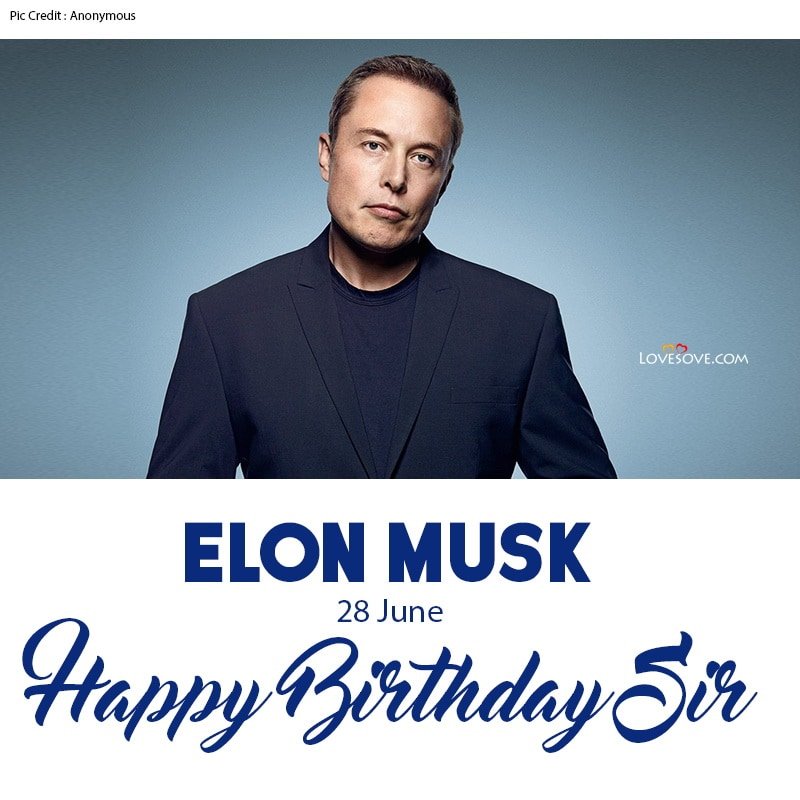 Pic Credit : Anonymous
LOVESOVE.COM
ELON MUSK
28 June
Happy Birthday Sir